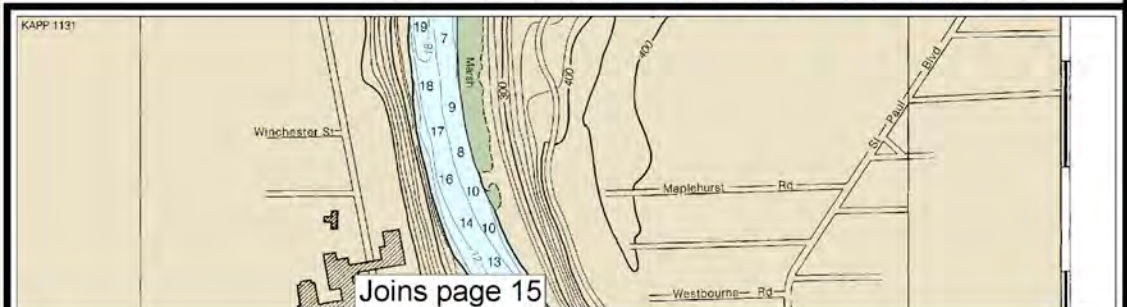 KAPP 1131
19
7
18
Marsh
18
9
17
8
16
10
14
10
12
13
300
400
400
Winchester St
St Paul Blvd
Maplehurst Rd
Westbourne Rd
Joins page 15